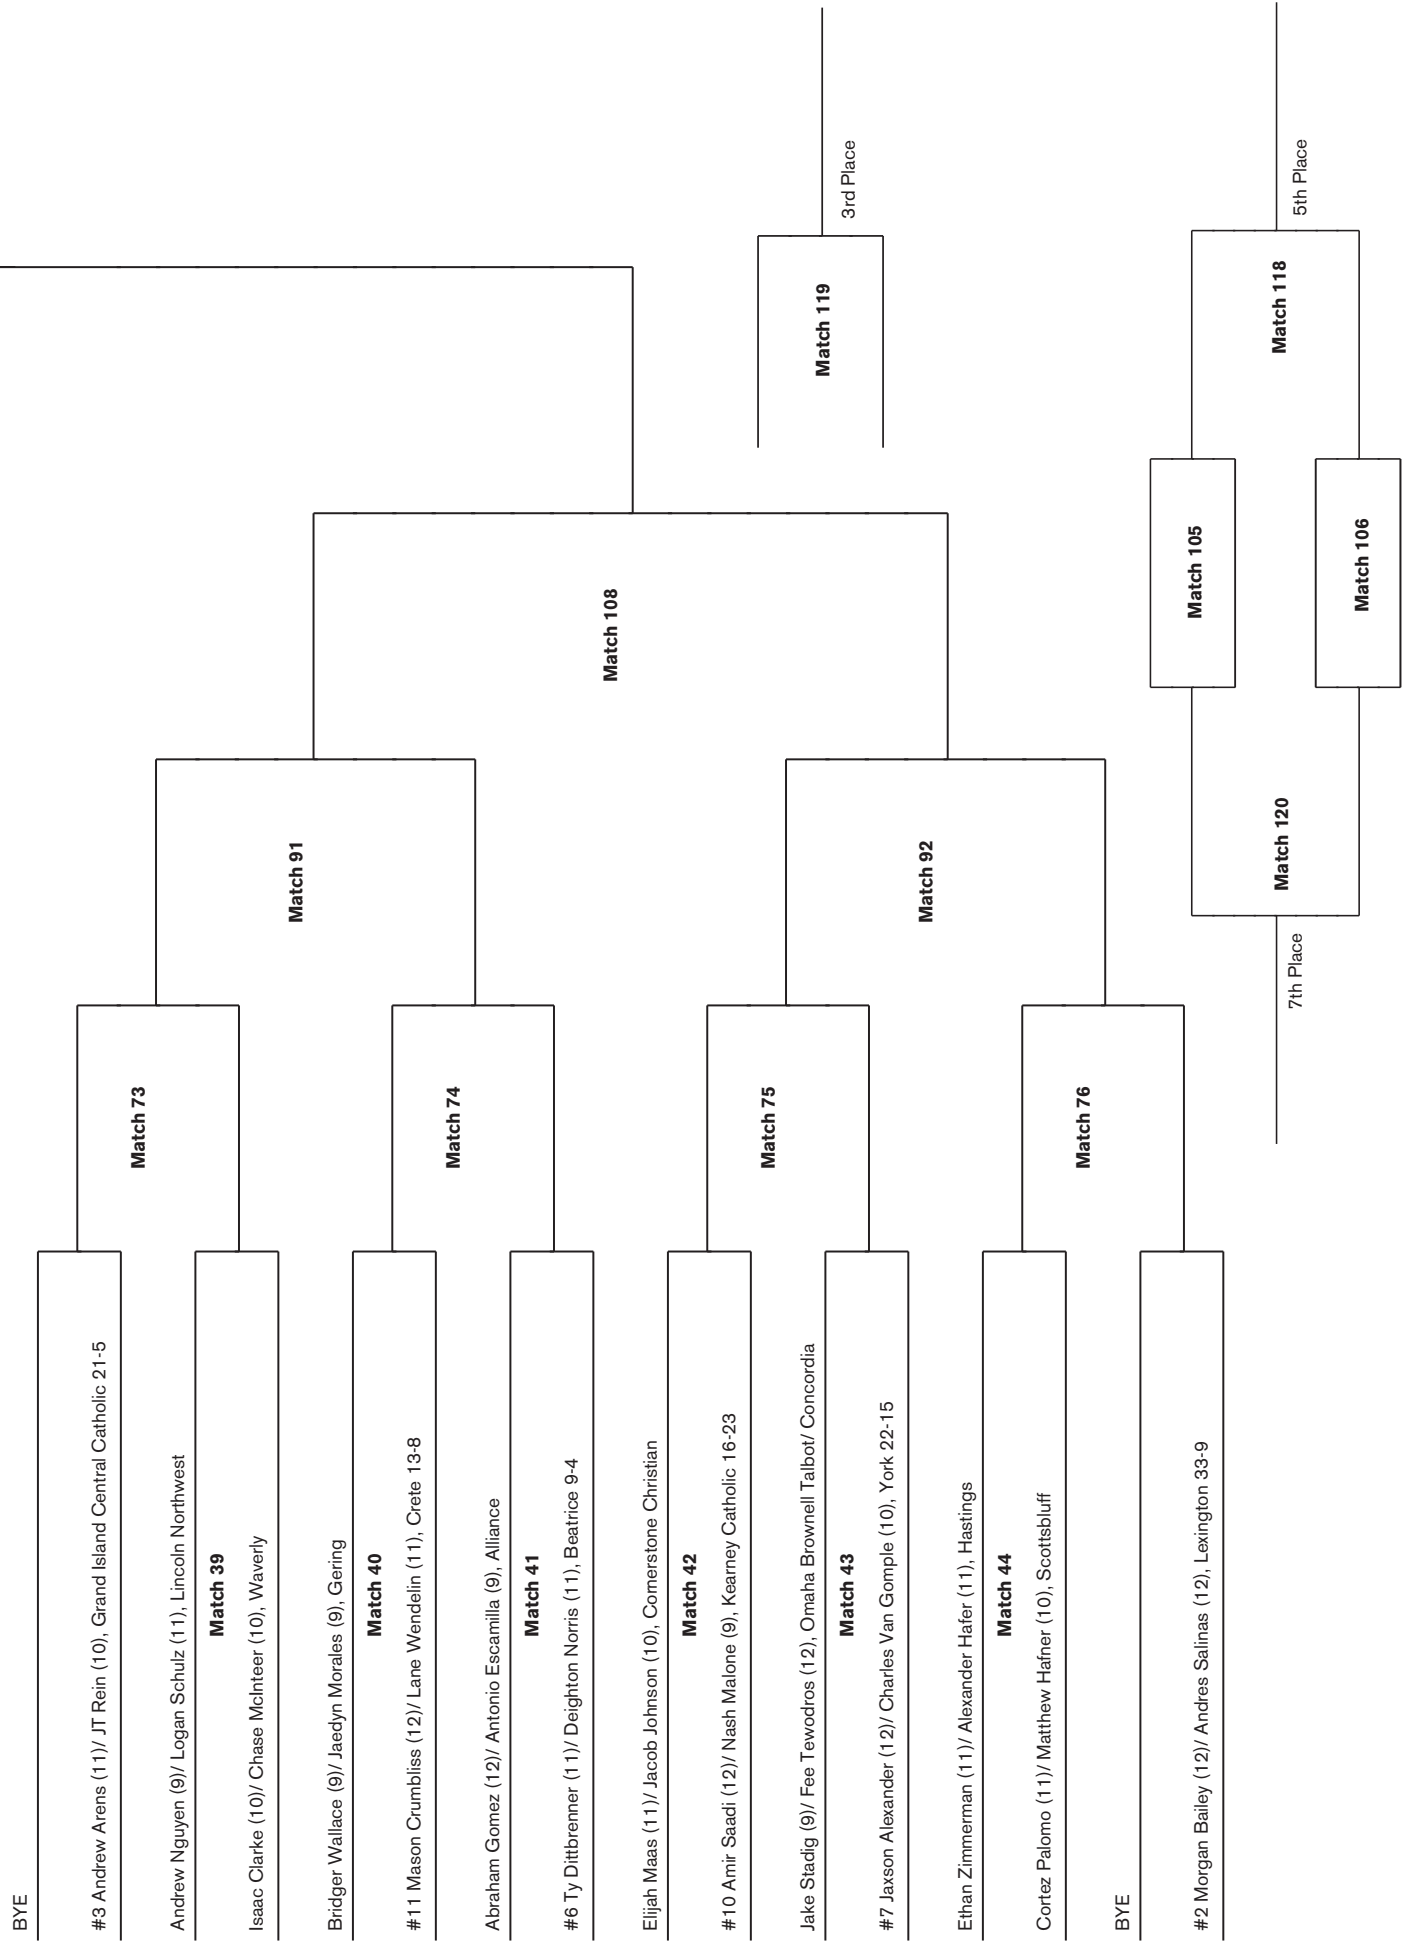 BYE
#3 Andrew Arens (11)/ JT Rein (10), Grand Island Central Catholic 21-5
Andrew Nguyen (9)/ Logan Schulz (11), Lincoln Northwest
Match 39
Isaac Clarke (10)/ Chase McInteer (10), Waverly
Bridger Wallace (9)/ Jaedyn Morales (9), Gering
Match 40
#11 Mason Crumbliss (12)/ Lane Wendelin (11), Crete 13-8
Abraham Gomez (12)/ Antonio Escamilla (9), Alliance
Match 41
#6 Ty Dittbrenner (11)/ Deighton Norris (11), Beatrice 9-4
Elijah Maas (11)/ Jacob Johnson (10), Cornerstone Christian
Match 42
#10 Amir Saadi (12)/ Nash Malone (9), Kearney Catholic 16-23
Jake Stadig (9)/ Fee Tewodros (12), Omaha Brownell Talbot/ Concordia
Match 43
#7 Jaxson Alexander (12)/ Charles Van Gomple (10), York 22-15
Ethan Zimmerman (11)/ Alexander Hafer (11), Hastings
Match 44
Cortez Palomo (11)/ Matthew Hafner (10), Scottsbluff
BYE
#2 Morgan Bailey (12)/ Andres Salinas (12), Lexington 33-9
Match 73
Match 74
Match 75
Match 76
Match 91
Match 92
Match 108
Match 119
3rd Place
Match 105
Match 106
Match 118
5th Place
Match 120
7th Place